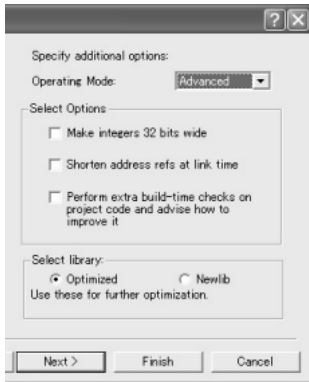 Specify additional options:
Operating Mode: Advanced
Select Options
Make integers 32 bits wide
Shorten address refs at link time
Perform extra build-time checks on
project code and advise how to
improve it
Select library:
Optimized Newlib
Use these for further optimization.
Next > Finish Cancel